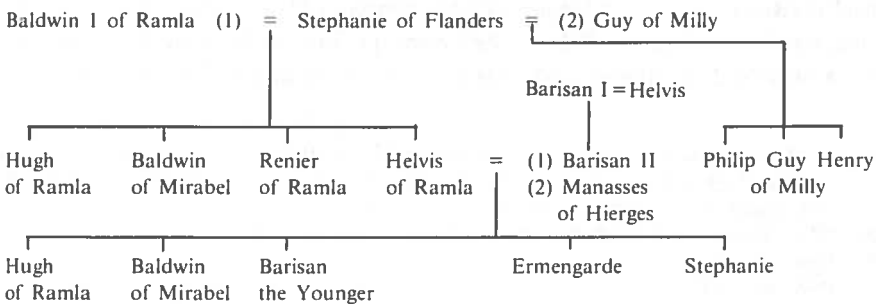 Baldwin I of Ramla (1) = Stephanie of Flanders = (2) Guy of Milly
Barisan I = Helvis
Hugh Baldwin Renier Helvis = (1) Barisan II Philip Guy Henry
of Ramla of Mirabel of Ramla of Ramla (2) Manasses of Milly
of Hierges
Hugh Baldwin Barisan Ermengarde Stephanie
of Ramla of Mirabel the Younger